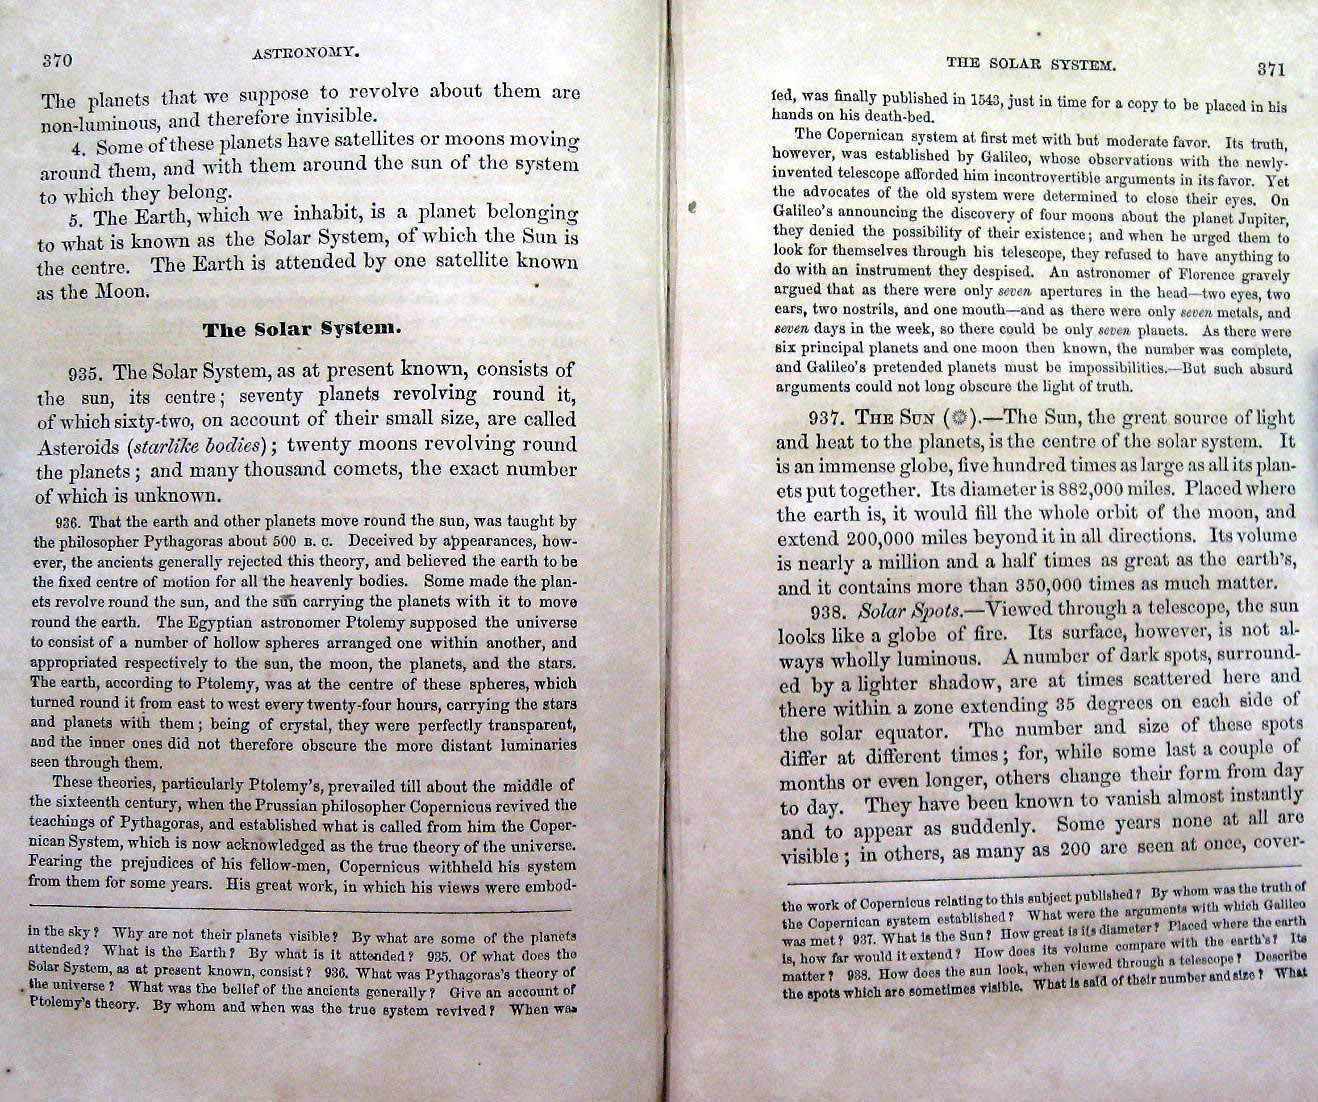 370
ASTRONOMY.
The planets that we suppose to revolve about them are
non-luminous, and therefore invisible.
4. Some of these planets have satellites or moons moving
around them, and with them around the sun of the system
to which they belong.
5. The Earth, which we inhabit, is a planet belonging
to what is known as the Solar System, of which the Sun is
the centre. The Earth is attended by one satellite known
as the Moon.
The Solar System.
935. The Solar System, as at present known, consists of
the sun, its centre; seventy planets revolving round it,
of which sixty-two, on account of their small size, are called
Asteroids (starlike bodies); twenty moons revolving round
the planets; and many thousand comets, the exact number
of which is unknown.
936. That the earth and other planets move round the sun, was taught by
the philosopher Pythagoras about 500 B. C. Deceived by appearances, how-
ever, the ancients generally rejected this theory, and believed the earth to be
the fixed centre of motion for all the heavenly bodies. Some made the plan-
ets revolve round the sun, and the sun carrying the planets with it to move
round the earth. The Egyptian astronomer Ptolemy supposed the universe
to consist of a number of hollow spheres arranged one within another, and
appropriated respectively to the sun, the moon, the planets, and the stars.
The earth, according to Ptolemy, was at the centre of these spheres, which
turned round it from east to west every twenty-four hours, carrying the stars
and planets with them; being of crystal, they were perfectly transparent,
and the inner ones did not therefore obscure the more distant luminaries
seen through them.
These theories, particularly Ptolemy's, prevailed till about the middle of
the sixteenth century, when the Prussian philosopher Copernicus revived the
teachings of Pythagoras, and established what is called from him the Coper-
nican System, which is now acknowledged as the true theory of the universe.
Fearing the prejudices of his fellow-men, Copernicus withheld his system
from them for some years. His great work, in which his views were embod-
in the sky? Why are not their planets visible? By what are some of the planets
attended? What is the Earth? By what is it attended? 935. Of what does the
Solar System, as at present known, consist? 936. What was Pythagoras's theory of
the universe? What was the belief of the ancients generally? Give an account of
Ptolemy's theory. By whom and when was the true system revived? When was
THE SOLAR SYSTEM.
371
ied, was finally published in 1543, just in time for a copy to be placed in his
hands on his death-bed.
The Copernican system at first met with but moderate favor. Its truth,
however, was established by Galileo, whose observations with the newly-
invented telescope afforded him incontrovertible arguments in its favor. Yet
the advocates of the old system were determined to close their eyes. On
Galileo's announcing the discovery of four moons about the planet Jupiter,
they denied the possibility of their existence; and when he urged them to
look for themselves through his telescope, they refused to have anything to
do with an instrument they despised. An astronomer of Florence gravely
argued that as there were only seven apertures in the head—two eyes, two
ears, two nostrils, and one mouth—and as there were only seven metals, and
seven days in the week, so there could be only seven planets. As there were
six principal planets and one moon then known, the number was complete,
and Galileo's pretended planets must be impossibilities.—But such absurd
arguments could not long obscure the light of truth.
937. THE SUN (☼).—The Sun, the great source of light
and heat to the planets, is the centre of the solar system. It
is an immense globe, five hundred times as large as all its plan-
ets put together. Its diameter is 882,000 miles. Placed where
the earth is, it would fill the whole orbit of the moon, and
extend 200,000 miles beyond it in all directions. Its volume
is nearly a million and a half times as great as the earth's,
and it contains more than 350,000 times as much matter.
938. Solar Spots.—Viewed through a telescope, the sun
looks like a globe of fire. Its surface, however, is not al-
ways wholly luminous. A number of dark spots, surround-
ed by a lighter shadow, are at times scattered here and
there within a zone extending 35 degrees on each side of
the solar equator. The number and size of these spots
differ at different times; for, while some last a couple of
months or even longer, others change their form from day
to day. They have been known to vanish almost instantly
and to appear as suddenly. Some years none at all are
visible; in others, as many as 200 are seen at once, cover-
the work of Copernicus relating to this subject published? By whom was the truth of
the Copernican system established? What were the arguments with which Galileo
was met? 937. What is the Sun? How great is its diameter? Placed where the earth
is, how far would it extend? How does its volume compare with the earth's? Its
matter? 938. How does the sun look, when viewed through a telescope? Describe
the spots which are sometimes visible. What is said of their number and size? What